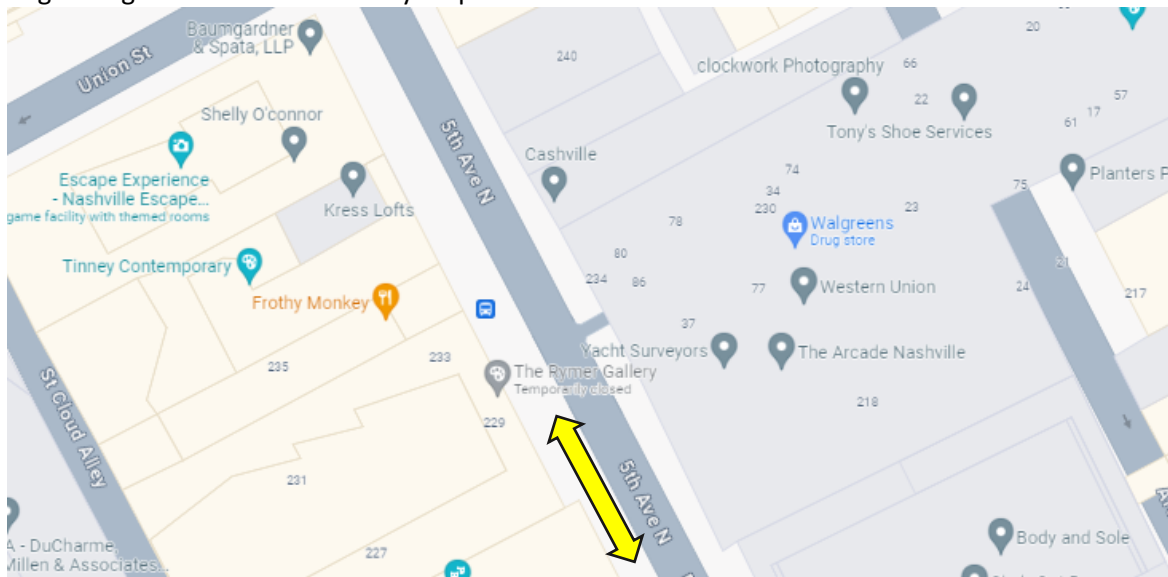 Baumgardner
& Spata, LLP
Union St
240
20
clockwork Photography
66
22
57
17
61
Shelly O'connor
Tony's Shoe Services
5th Ave N
Cashville
Escape Experience
- Nashville Escape...
game facility with themed rooms
Kress Lofts
74
34
230
78
23
75
Planters P
Walgreens
Drug store
Tinney Contemporary
80
234
86
77
Western Union
24
21
217
Frothy Monkey
37
233
235
Yacht Surveyors
The Arcade Nashville
The Rymer Gallery
Temporarily closed
218
229
St Cloud Alley
231
5th Ave N
227
Body and Sole
A - DuCharme,
Millen & Associates...